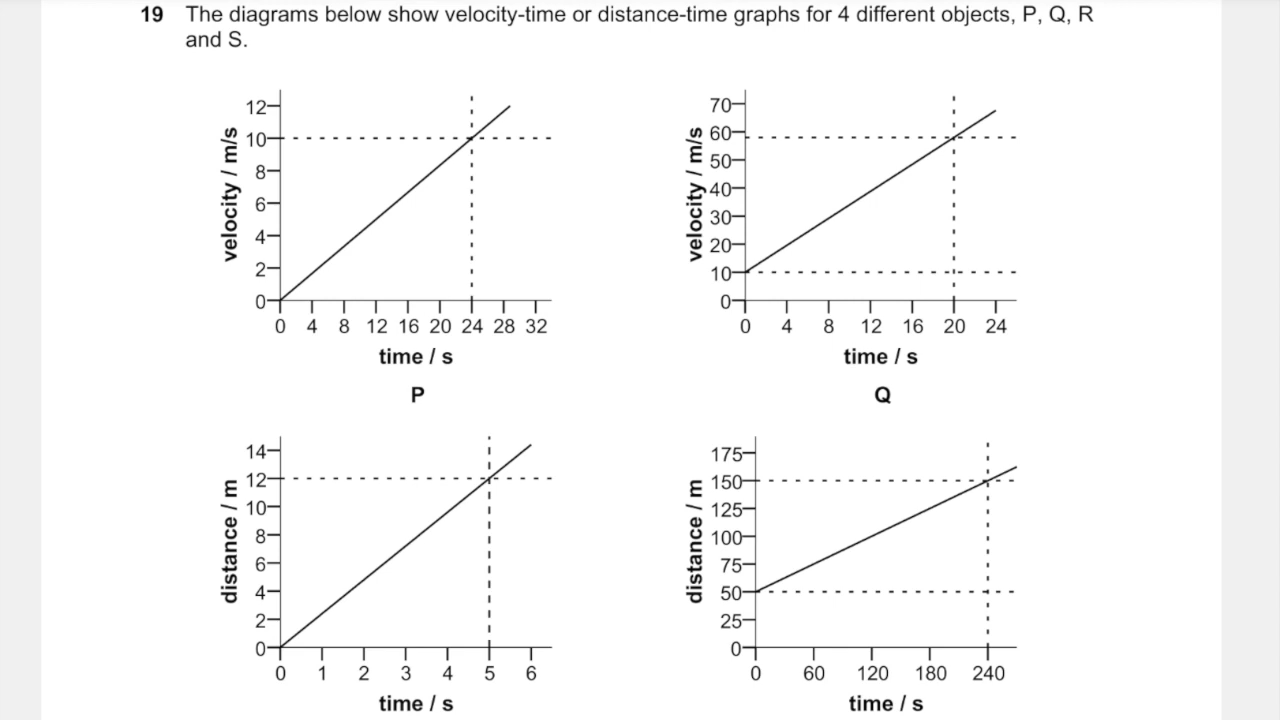 19 The diagrams below show velocity-time or distance-time graphs for 4 different objects, P, Q, R
and S.
velocity / m/s
12
10
8
6
4
2
0
0 4 8 12 16 20 24 28 32
time / s
P
velocity / m/s
70
60
50
40
30
20
10
0
0 4 8 12 16 20 24
time / s
Q
distance / m
14
12
10
8
6
4
2
0
0 1 2 3 4 5 6
time / s
distance / m
175
150
125
100
75
50
25
0
0 60 120 180 240
time / s